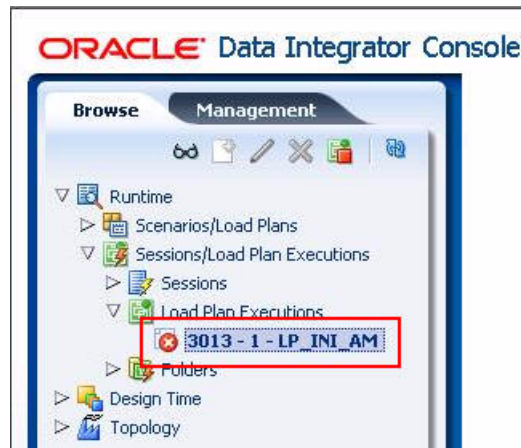 ORACLE Data Integrator Console
Browse Management
Runtime
Scenarios/Load Plans
Sessions/Load Plan Executions
Sessions
Load Plan Executions
3013 - 1 - LP_INI_AM
Folders
Design Time
Topology